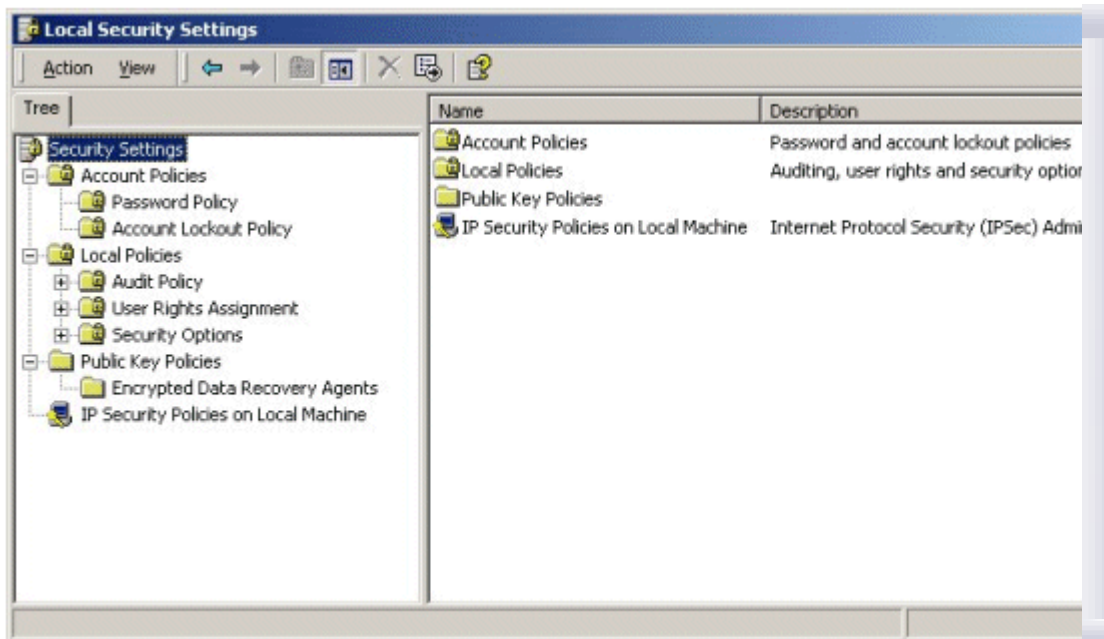 Local Security Settings
Action View
Tree
Security Settings
Account Policies
Password Policy
Account Lockout Policy
Local Policies
Audit Policy
User Rights Assignment
Security Options
Public Key Policies
Encrypted Data Recovery Agents
IP Security Policies on Local Machine
Name Description
Account Policies Password and account lockout policies
Local Policies Auditing, user rights and security option
Public Key Policies
IP Security Policies on Local Machine Internet Protocol Security (IPSec) Admi